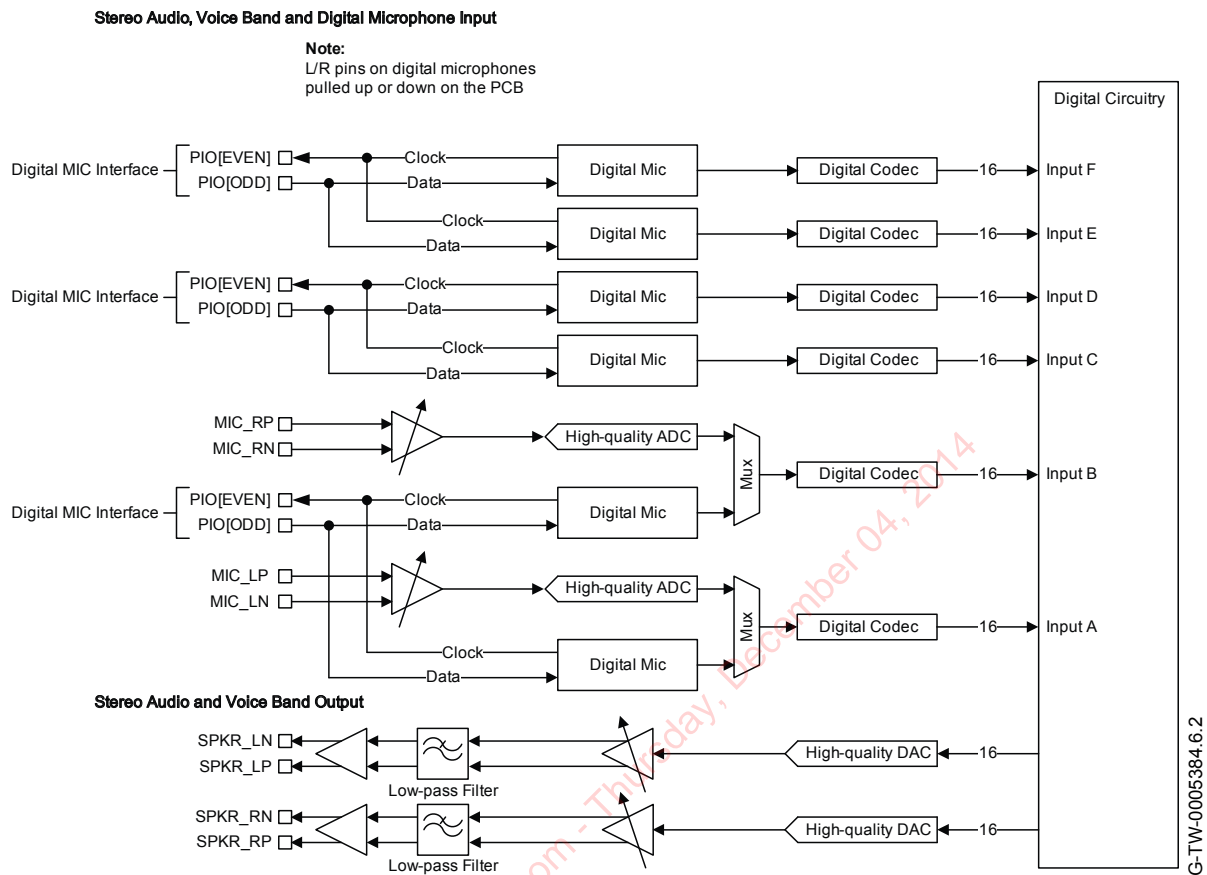 Stereo Audio, Voice Band and Digital Microphone Input
Note:
L/R pins on digital microphones
pulled up or down on the PCB
Digital Circuitry
Digital MIC Interface
PIO[EVEN]
PIO[ODD]
Clock
Data
Digital Mic
Digital Codec
16
Input F
Clock
Data
Digital Mic
Digital Codec
16
Input E
Digital MIC Interface
PIO[EVEN]
PIO[ODD]
Clock
Data
Digital Mic
Digital Codec
16
Input D
Clock
Data
Digital Mic
Digital Codec
16
Input C
MIC_RP
MIC_RN
High-quality ADC
Mux
Digital Codec
16
Input B
Digital MIC Interface
PIO[EVEN]
PIO[ODD]
Clock
Data
Digital Mic
MIC_LP
MIC_LN
High-quality ADC
Mux
Digital Codec
16
Input A
Clock
Data
Digital Mic
Stereo Audio and Voice Band Output
SPKR_LN
SPKR_LP
Low-pass Filter
High-quality DAC
16
SPKR_RN
SPKR_RP
Low-pass Filter
High-quality DAC
16
G-TW-0005384.6.2
om - Thursday, December 04, 2014